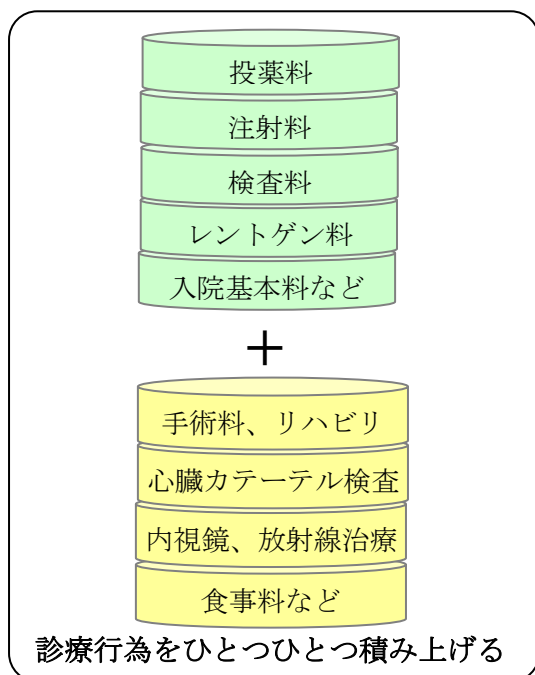 投薬料
注射料
検査料
レントゲン料
入院基本料など
＋
手術料、リハビリ
心臓カテーテル検査
内視鏡、放射線治療
食事料など
診療行為をひとつひとつ積み上げる